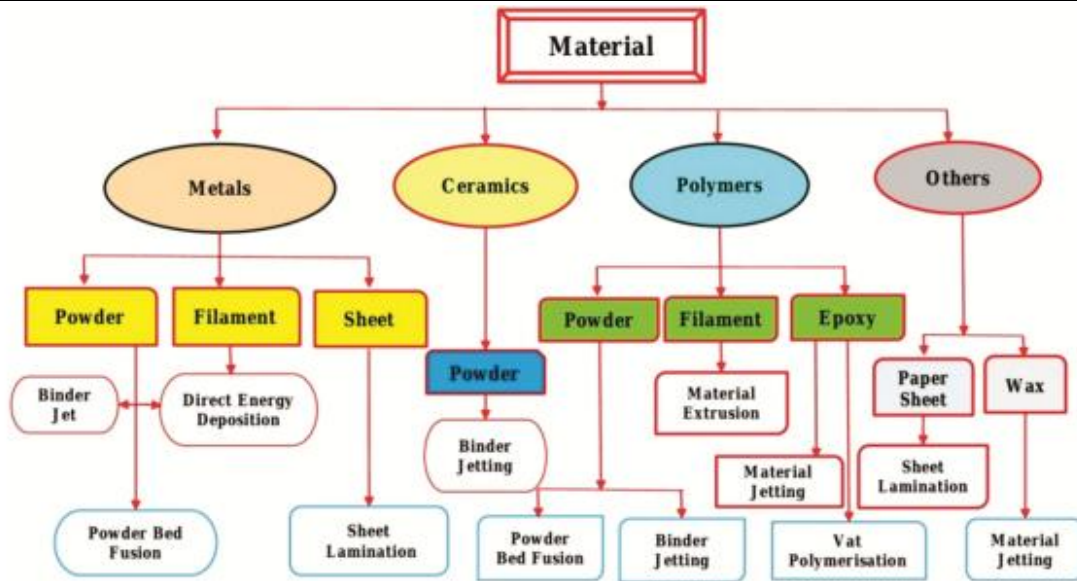 Material
Metals
Ceramics
Polymers
Others
Powder
Filament
Sheet
Powder
Powder
Filament
Epoxy
Paper
Sheet
Wax
Binder
Jet
Direct Energy
Deposition
Binder
Jetting
Material
Extrusion
Material
Jetting
Sheet
Lamination
Powder Bed
Fusion
Sheet
Lamination
Powder
Bed Fusion
Binder
Jetting
Vat
Polymerisation
Material
Jetting